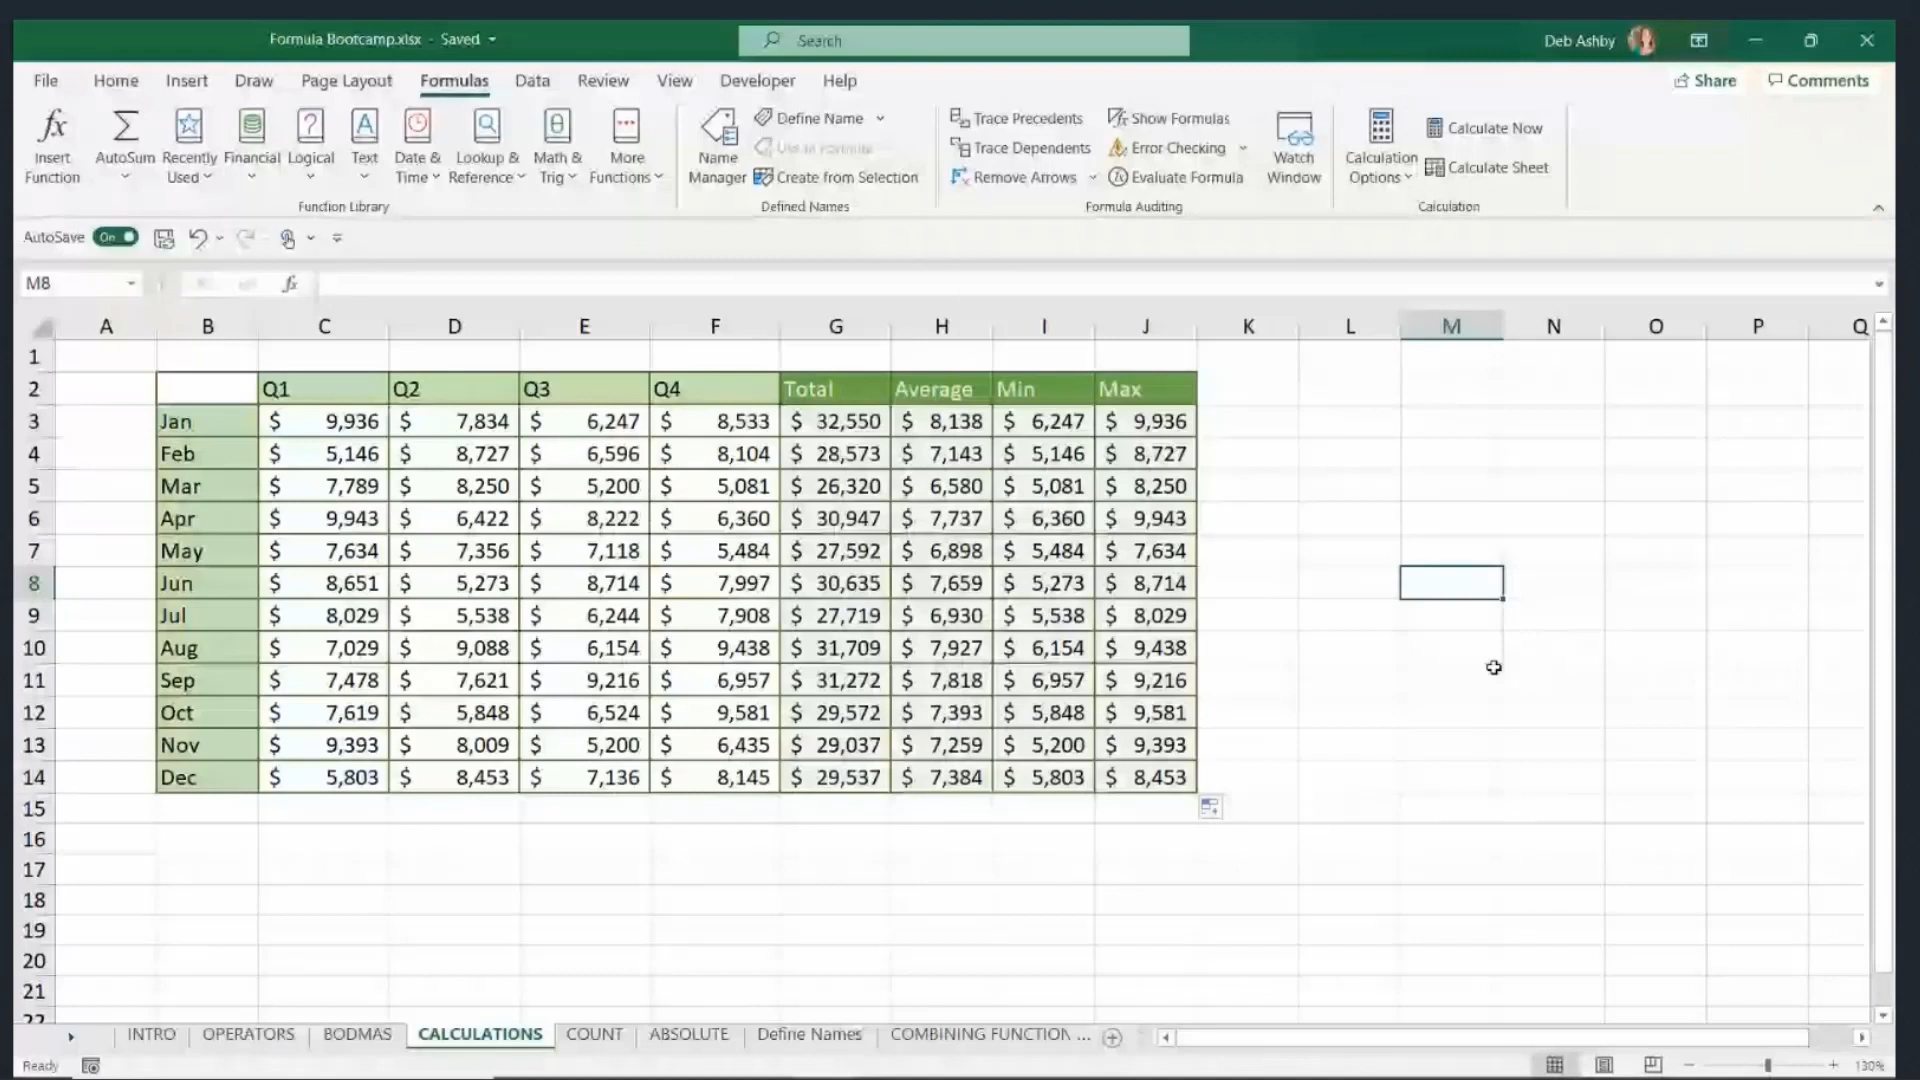 Formula Bootcamp.xlsx - Saved
Search
Deb Ashby
File Home Insert Draw Page Layout Formulas Data Review View Developer Help
Share Comments
Insert Function
AutoSum
Recently Used
Financial
Logical
Text
Date & Time
Lookup & Reference
Math & Trig
More Functions
Function Library
Name Manager
Define Name
Use in Formula
Create from Selection
Defined Names
Trace Precedents
Trace Dependents
Remove Arrows
Show Formulas
Error Checking
Evaluate Formula
Formula Auditing
Watch Window
Calculation Options
Calculate Now
Calculate Sheet
Calculation
AutoSave On
M8 fx
A B C D E F G H I J K L M N O P Q
1
2 Q1 Q2 Q3 Q4 Total Average Min Max
3 Jan $ 9,936 $ 7,834 $ 6,247 $ 8,533 $ 32,550 $ 8,138 $ 6,247 $ 9,936
4 Feb $ 5,146 $ 8,727 $ 6,596 $ 8,104 $ 28,573 $ 7,143 $ 5,146 $ 8,727
5 Mar $ 7,789 $ 8,250 $ 5,200 $ 5,081 $ 26,320 $ 6,580 $ 5,081 $ 8,250
6 Apr $ 9,943 $ 6,422 $ 8,222 $ 6,360 $ 30,947 $ 7,737 $ 6,360 $ 9,943
7 May $ 7,634 $ 7,356 $ 7,118 $ 5,484 $ 27,592 $ 6,898 $ 5,484 $ 7,634
8 Jun $ 8,651 $ 5,273 $ 8,714 $ 7,997 $ 30,635 $ 7,659 $ 5,273 $ 8,714
9 Jul $ 8,029 $ 5,538 $ 6,244 $ 7,908 $ 27,719 $ 6,930 $ 5,538 $ 8,029
10 Aug $ 7,029 $ 9,088 $ 6,154 $ 9,438 $ 31,709 $ 7,927 $ 6,154 $ 9,438
11 Sep $ 7,478 $ 7,621 $ 9,216 $ 6,957 $ 31,272 $ 7,818 $ 6,957 $ 9,216
12 Oct $ 7,619 $ 5,848 $ 6,524 $ 9,581 $ 29,572 $ 7,393 $ 5,848 $ 9,581
13 Nov $ 9,393 $ 8,009 $ 5,200 $ 6,435 $ 29,037 $ 7,259 $ 5,200 $ 9,393
14 Dec $ 5,803 $ 8,453 $ 7,136 $ 8,145 $ 29,537 $ 7,384 $ 5,803 $ 8,453
15
16
17
18
19
20
21
22
INTRO OPERATORS BODMAS CALCULATIONS COUNT ABSOLUTE Define Names COMBINING FUNCTION ...
Ready 130%